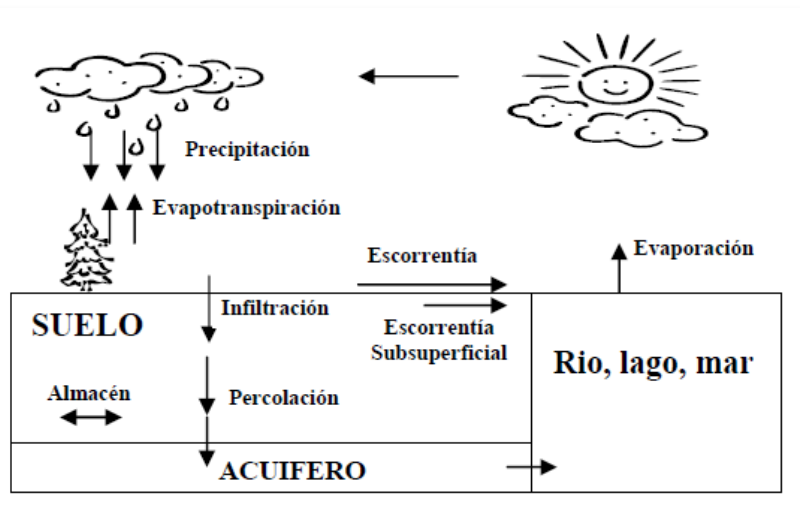 Precipitación
Evapotranspiración
Escorrentía
Evaporación
Infiltración
SUELO
Escorrentía
Subsuperficial
Rio, lago, mar
Almacén
Percolación
ACUIFERO